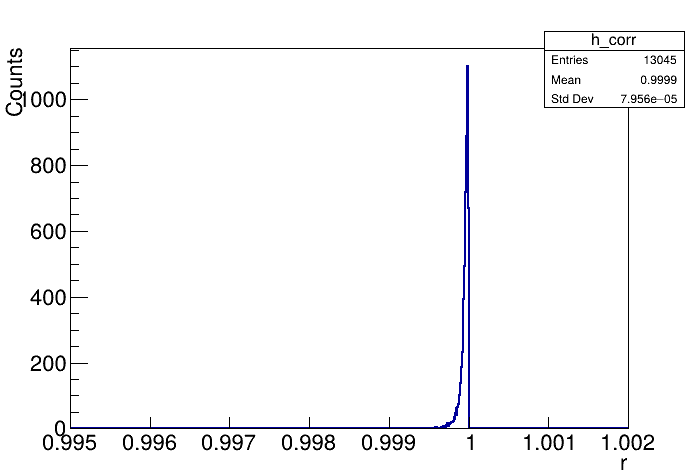 h_corr
Entries 13045
Mean 0.9999
Std Dev 7.956e−05
Counts
1000
800
600
400
200
0
0.995 0.996 0.997 0.998 0.999 1 1.001 1.002
r